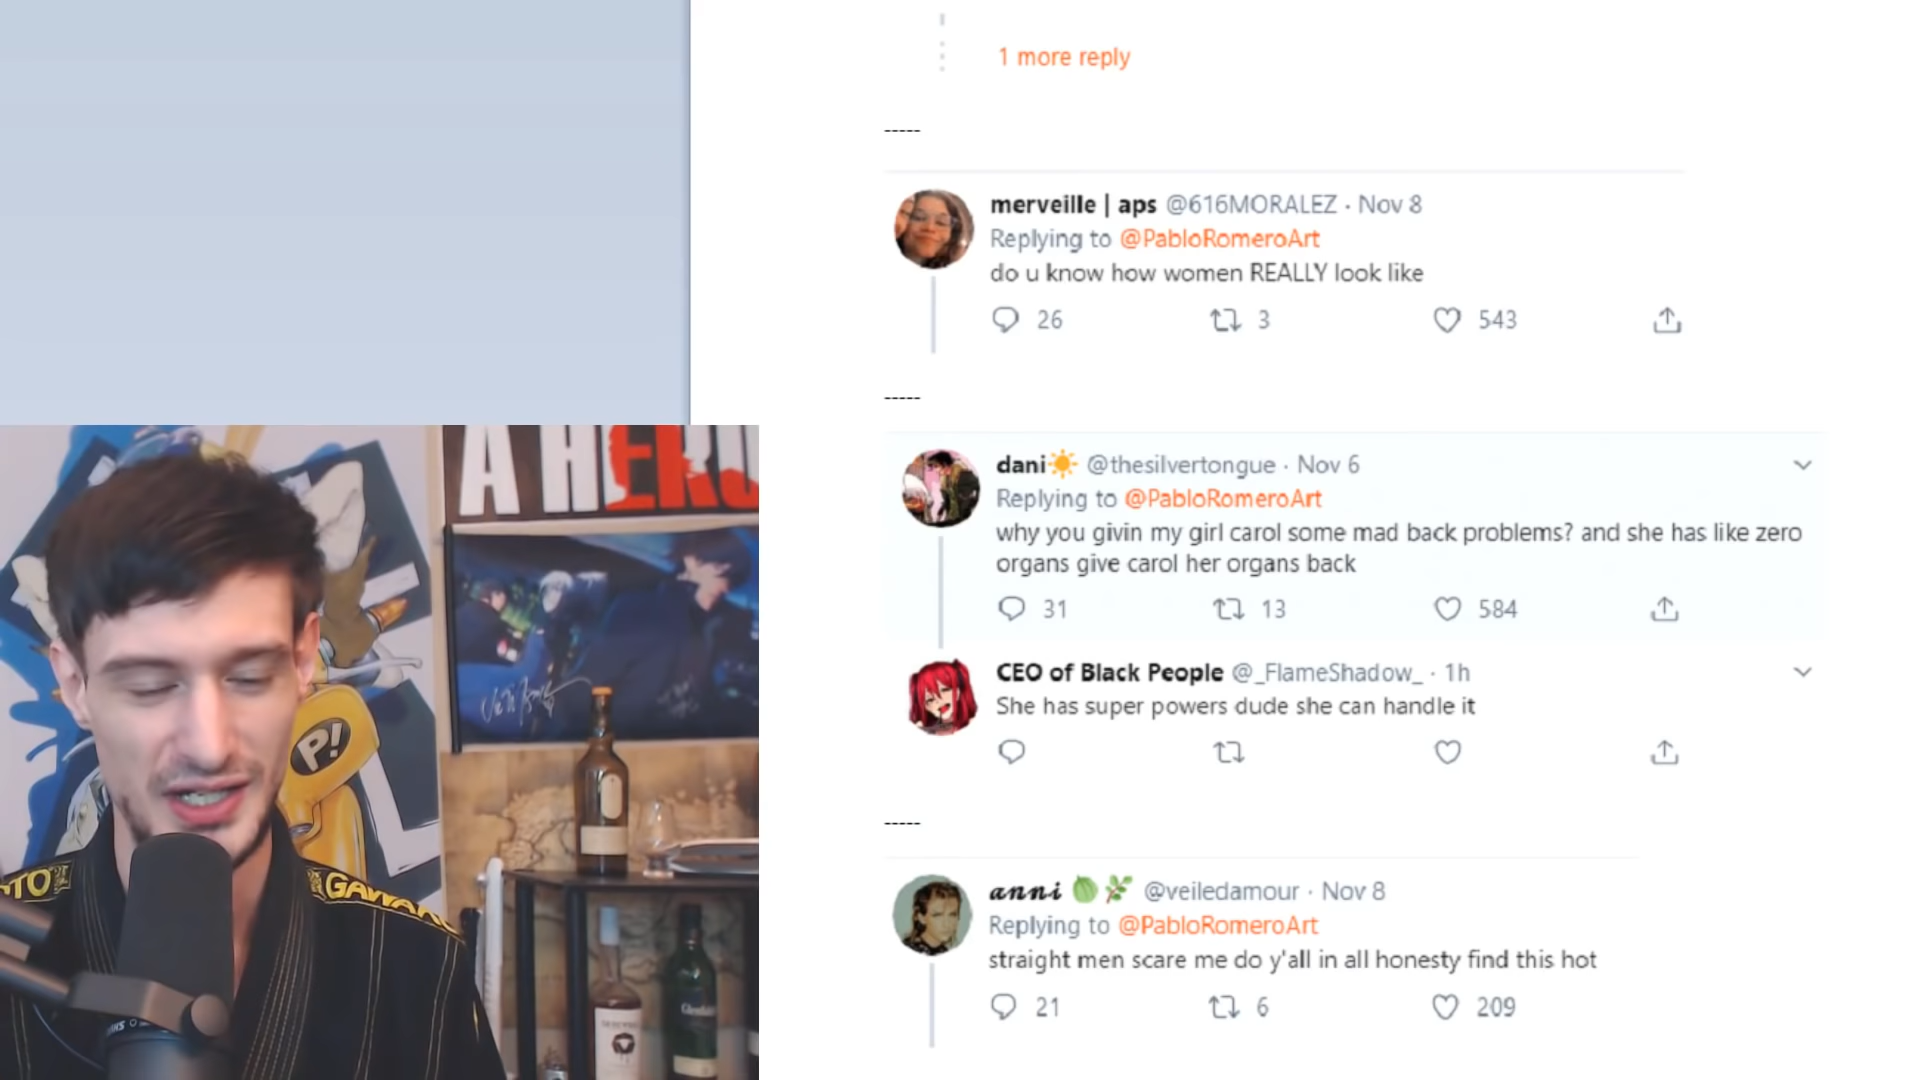 1 more reply
-----
merveille | aps @616MORALEZ · Nov 8
Replying to @PabloRomeroArt
do u know how women REALLY look like
26 3 543
-----
dani☀️ @thesilvertongue · Nov 6
Replying to @PabloRomeroArt
why you givin my girl carol some mad back problems? and she has like zero
organs give carol her organs back
31 13 584
CEO of Black People @_FlameShadow_ · 1h
She has super powers dude she can handle it
-----
anni 🍈🌿 @veiledamour · Nov 8
Replying to @PabloRomeroArt
straight men scare me do y'all in all honesty find this hot
21 6 209
A HERO
P!